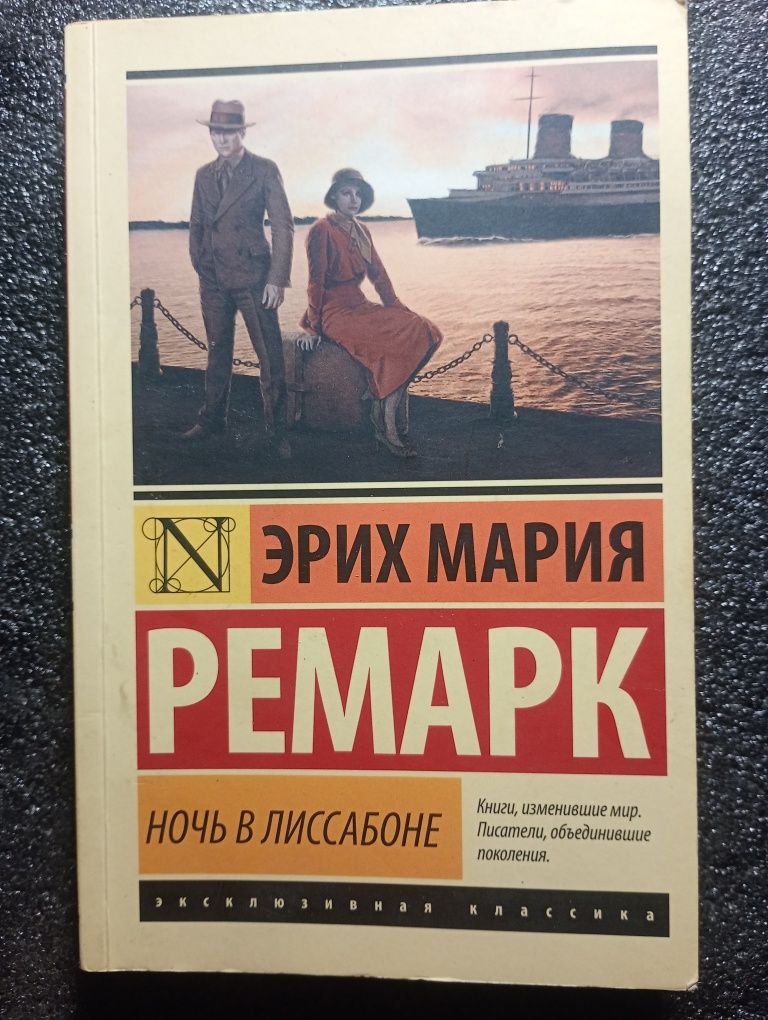 N
ЭРИХ МАРИЯ
РЕМАРК
НОЧЬ В ЛИССАБОНЕ
Книги, изменившие мир.
Писатели, объединившие
поколения.
эксклюзивная классика